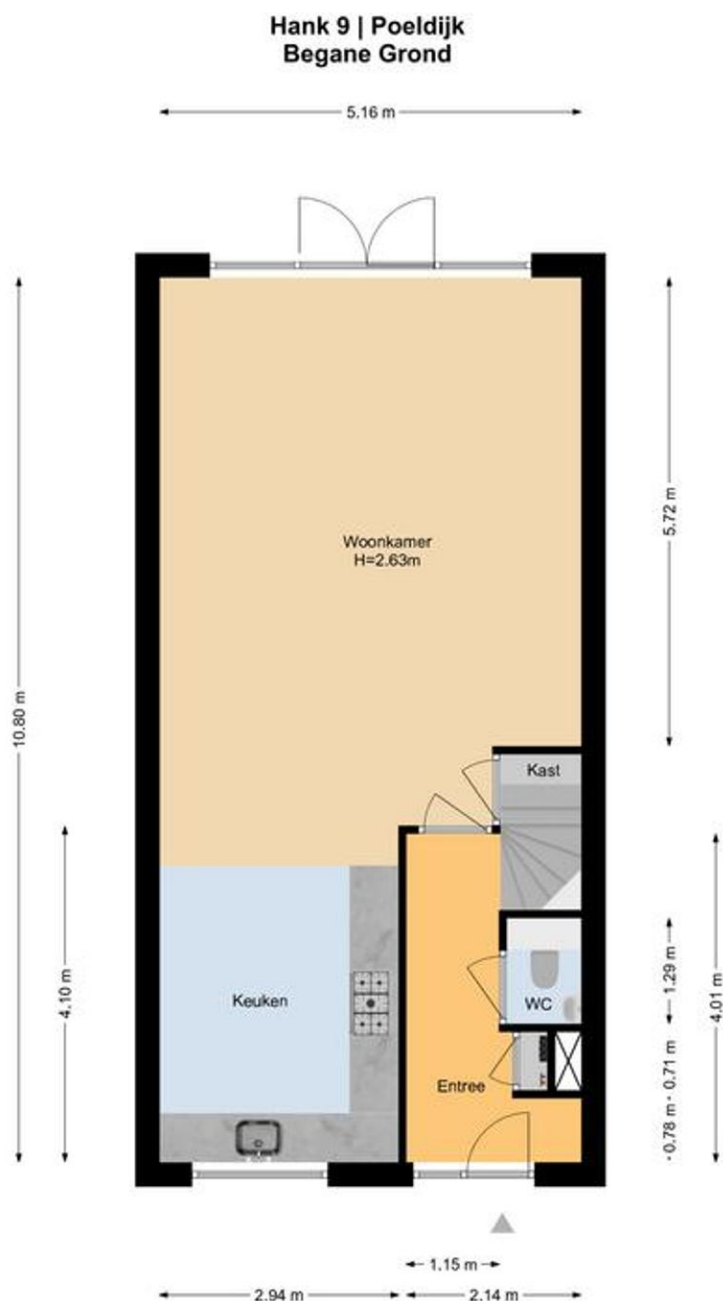 Hank 9 | Poeldijk
Begane Grond
5.16 m
10.80 m
5.72 m
Woonkamer
H=2.63m
Kast
4.10 m
Keuken
WC
1.29 m
4.01 m
Entree
0.71 m
0.78 m
1.15 m
2.94 m
2.14 m